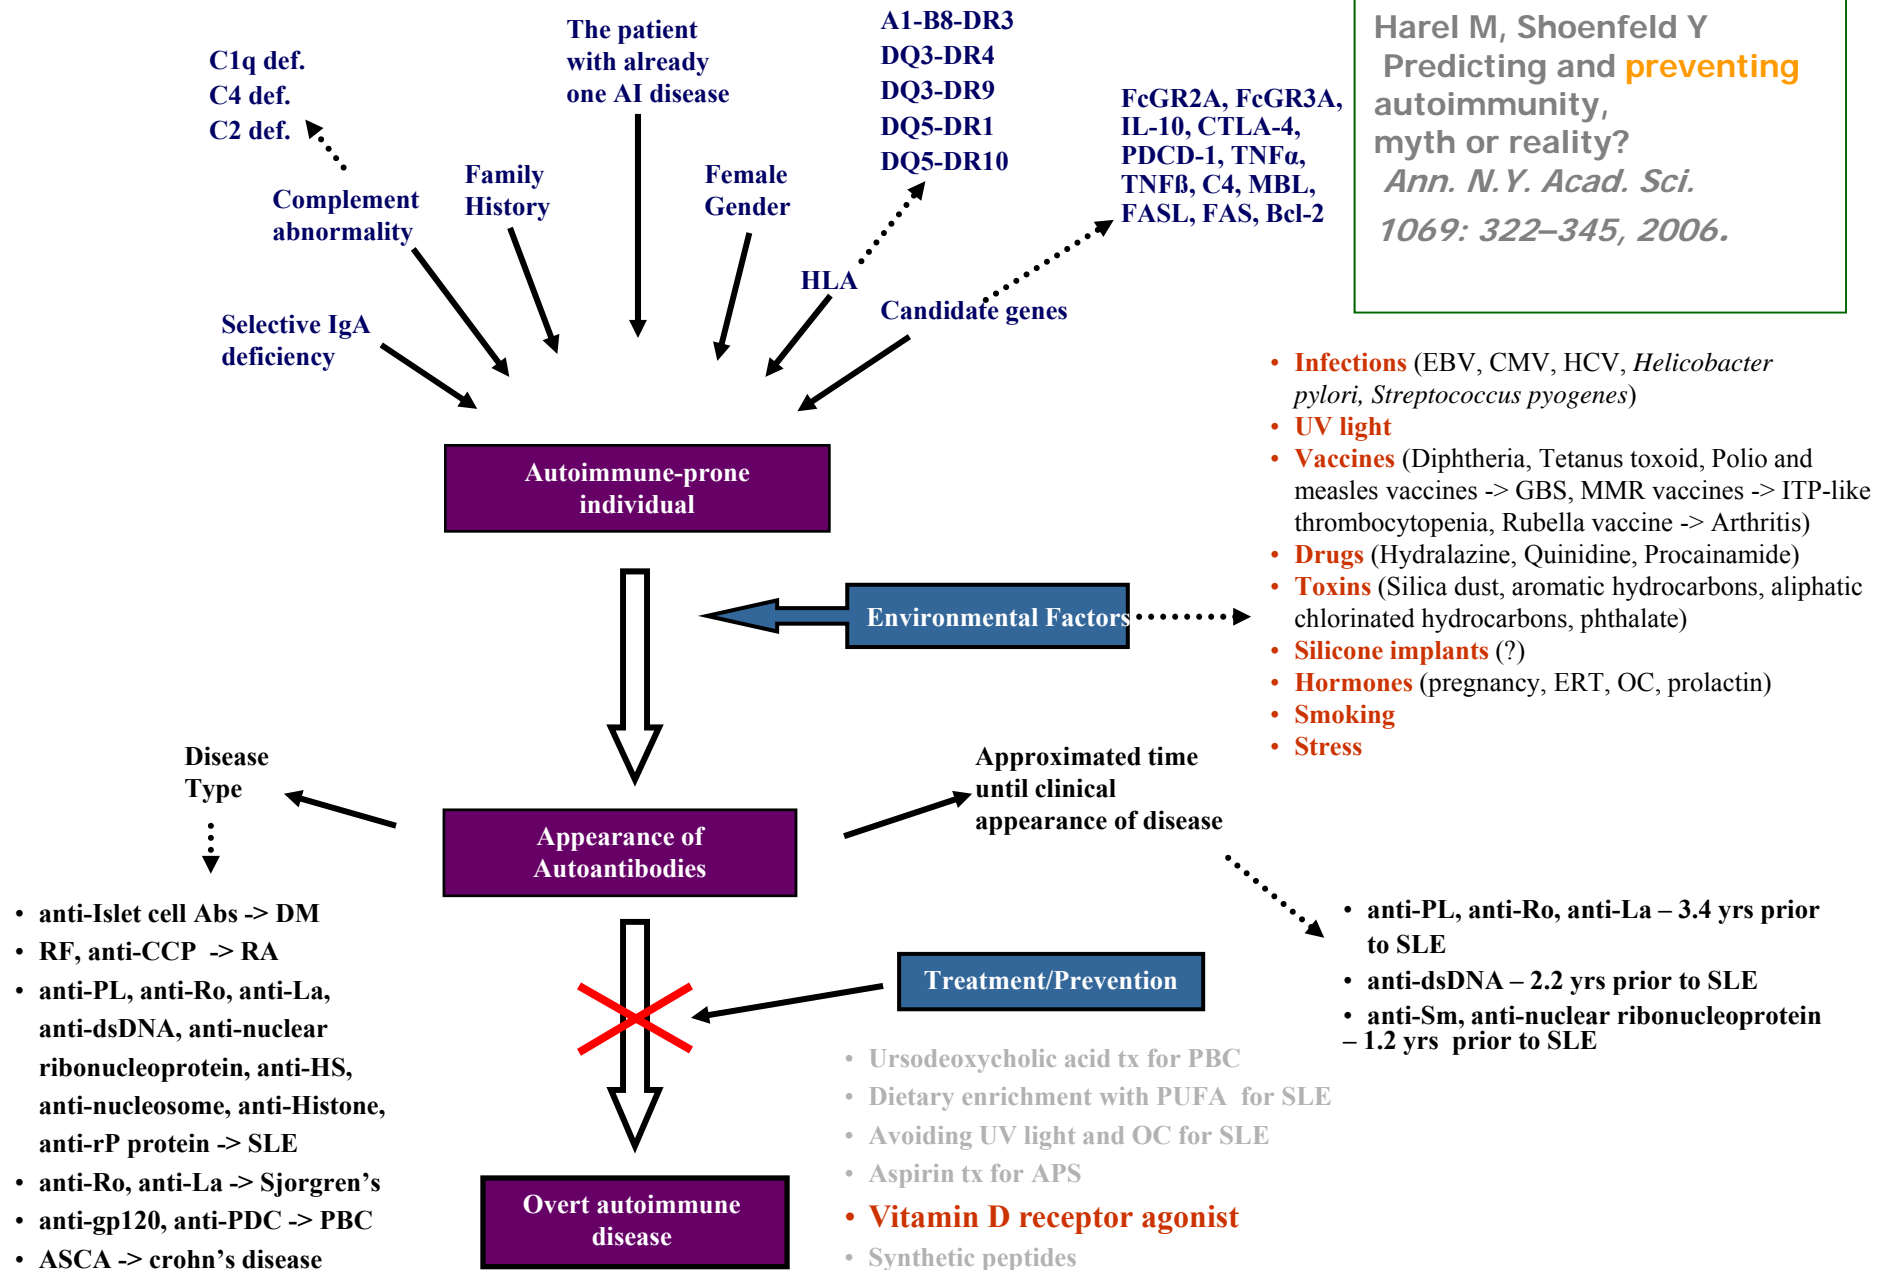 C1q def.
C4 def.
C2 def.
The patient
with already
one AI disease
A1-B8-DR3
DQ3-DR4
DQ3-DR9
DQ5-DR1
DQ5-DR10
FcGR2A, FcGR3A,
IL-10, CTLA-4,
PDCD-1, TNFα,
TNFß, C4, MBL,
FASL, FAS, Bcl-2
Harel M, Shoenfeld Y
Predicting and preventing
autoimmunity,
myth or reality?
Ann. N.Y. Acad. Sci.
1069: 322–345, 2006.
Complement
abnormality
Family
History
Female
Gender
HLA
Candidate genes
Selective IgA
deficiency
Autoimmune-prone
individual
Environmental Factors
• Infections (EBV, CMV, HCV, Helicobacter
pylori, Streptococcus pyogenes)
• UV light
• Vaccines (Diphtheria, Tetanus toxoid, Polio and
measles vaccines -> GBS, MMR vaccines -> ITP-like
thrombocytopenia, Rubella vaccine -> Arthritis)
• Drugs (Hydralazine, Quinidine, Procainamide)
• Toxins (Silica dust, aromatic hydrocarbons, aliphatic
chlorinated hydrocarbons, phthalate)
• Silicone implants (?)
• Hormones (pregnancy, ERT, OC, prolactin)
• Smoking
• Stress
Disease
Type
Appearance of
Autoantibodies
Approximated time
until clinical
appearance of disease
• anti-Islet cell Abs -> DM
• RF, anti-CCP -> RA
• anti-PL, anti-Ro, anti-La,
anti-dsDNA, anti-nuclear
ribonucleoprotein, anti-HS,
anti-nucleosome, anti-Histone,
anti-rP protein -> SLE
• anti-Ro, anti-La -> Sjorgren's
• anti-gp120, anti-PDC -> PBC
• ASCA -> crohn's disease
• anti-PL, anti-Ro, anti-La – 3.4 yrs prior
to SLE
• anti-dsDNA – 2.2 yrs prior to SLE
• anti-Sm, anti-nuclear ribonucleoprotein
– 1.2 yrs prior to SLE
Treatment/Prevention
• Ursodeoxycholic acid tx for PBC
• Dietary enrichment with PUFA for SLE
• Avoiding UV light and OC for SLE
• Aspirin tx for APS
• Vitamin D receptor agonist
• Synthetic peptides
Overt autoimmune
disease